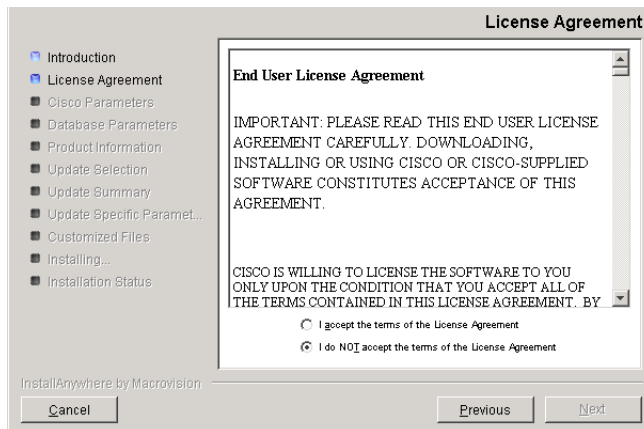 License Agreement
Introduction
License Agreement
Cisco Parameters
Database Parameters
Product Information
Update Selection
Update Summary
Update Specific Paramet...
Customized Files
Installing...
Installation Status
End User License Agreement
IMPORTANT: PLEASE READ THIS END USER LICENSE
AGREEMENT CAREFULLY. DOWNLOADING,
INSTALLING OR USING CISCO OR CISCO-SUPPLIED
SOFTWARE CONSTITUTES ACCEPTANCE OF THIS
AGREEMENT.
CISCO IS WILLING TO LICENSE THE SOFTWARE TO YOU
ONLY UPON THE CONDITION THAT YOU ACCEPT ALL OF
THE TERMS CONTAINED IN THIS LICENSE AGREEMENT. BY
I accept the terms of the License Agreement
I do NOT accept the terms of the License Agreement
InstallAnywhere by Macrovision
Cancel
Previous
Next